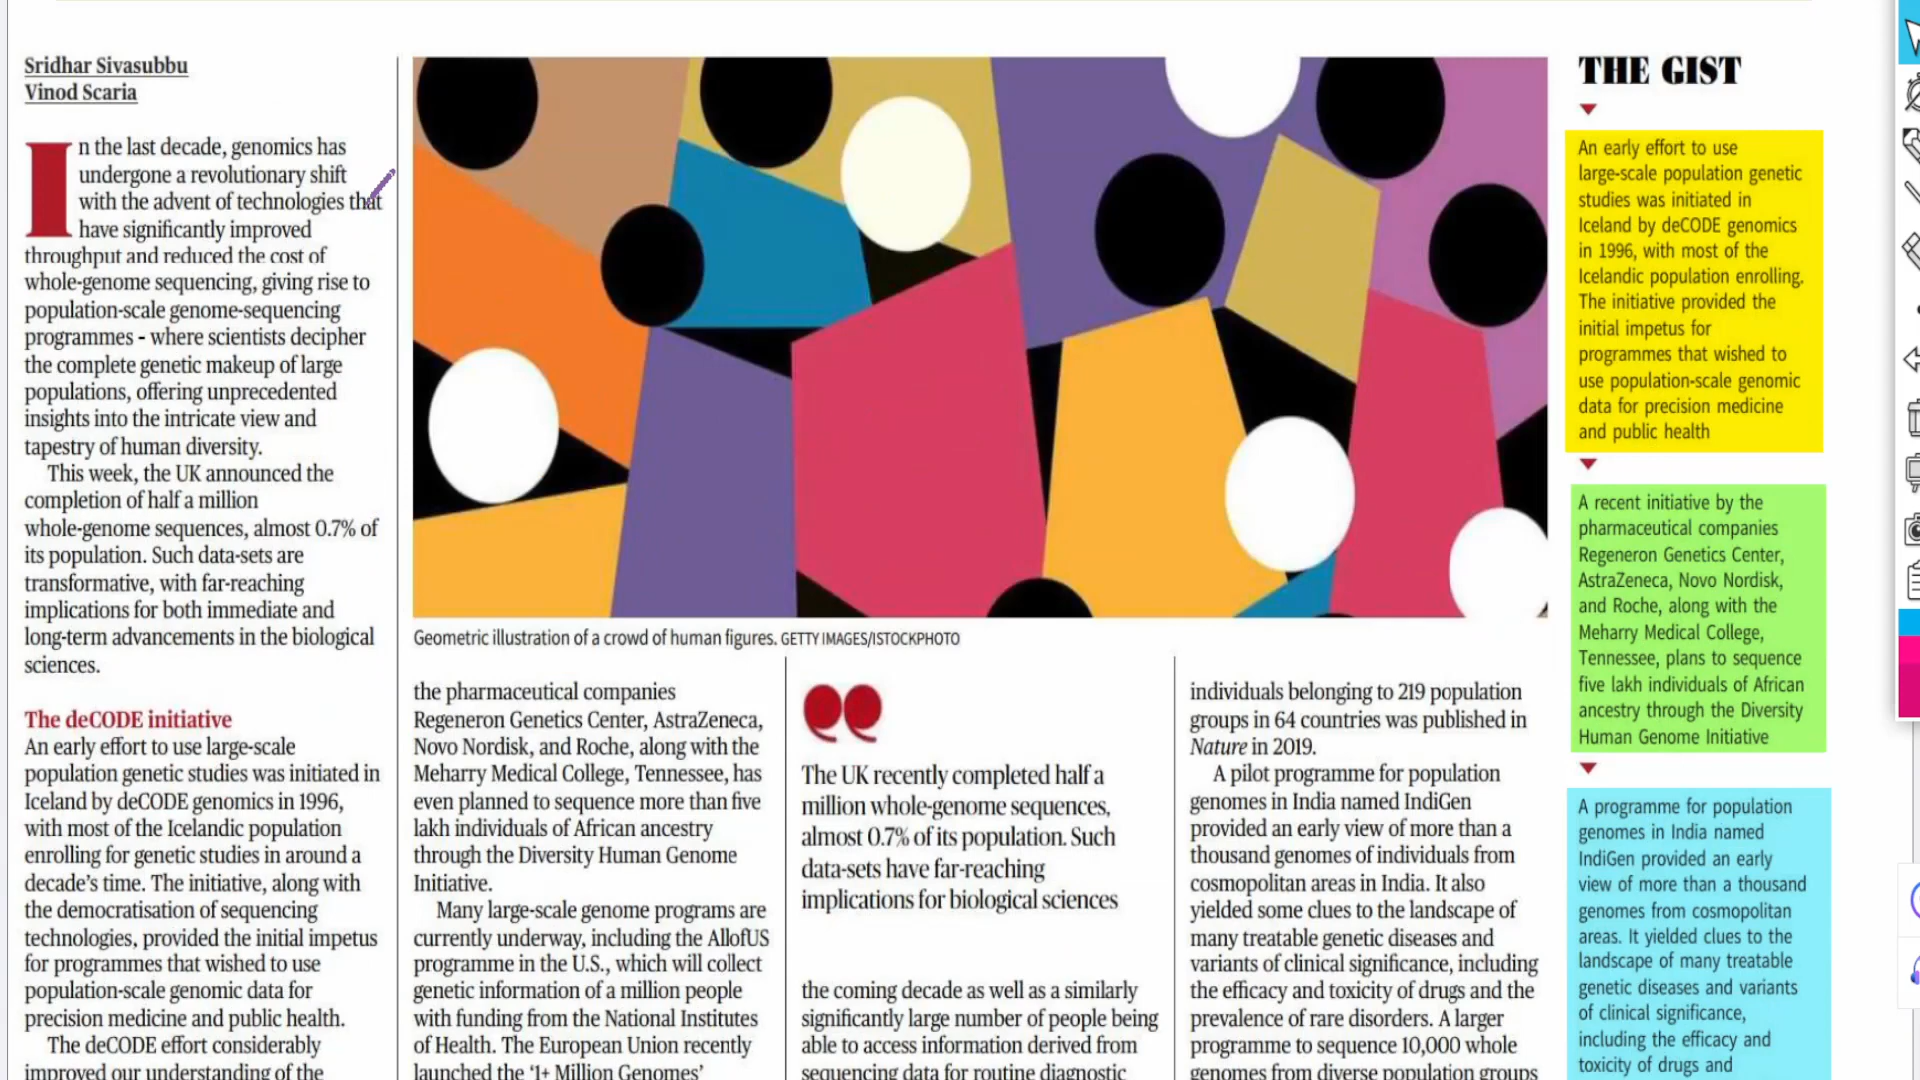 Sridhar Sivasubbu
Vinod Scaria
In the last decade, genomics has
undergone a revolutionary shift
with the advent of technologies that
have significantly improved
throughput and reduced the cost of
whole-genome sequencing, giving rise to
population-scale genome-sequencing
programmes - where scientists decipher
the complete genetic makeup of large
populations, offering unprecedented
insights into the intricate view and
tapestry of human diversity.
This week, the UK announced the
completion of half a million
whole-genome sequences, almost 0.7% of
its population. Such data-sets are
transformative, with far-reaching
implications for both immediate and
long-term advancements in the biological
sciences.
The deCODE initiative
An early effort to use large-scale
population genetic studies was initiated in
Iceland by deCODE genomics in 1996,
with most of the Icelandic population
enrolling for genetic studies in around a
decade's time. The initiative, along with
the democratisation of sequencing
technologies, provided the initial impetus
for programmes that wished to use
population-scale genomic data for
precision medicine and public health.
The deCODE effort considerably
improved our understanding of the
Geometric illustration of a crowd of human figures. GETTY IMAGES/ISTOCKPHOTO
the pharmaceutical companies
Regeneron Genetics Center, AstraZeneca,
Novo Nordisk, and Roche, along with the
Meharry Medical College, Tennessee, has
even planned to sequence more than five
lakh individuals of African ancestry
through the Diversity Human Genome
Initiative.
Many large-scale genome programs are
currently underway, including the AllofUS
programme in the U.S., which will collect
genetic information of a million people
with funding from the National Institutes
of Health. The European Union recently
launched the '1+ Million Genomes'
The UK recently completed half a
million whole-genome sequences,
almost 0.7% of its population. Such
data-sets have far-reaching
implications for biological sciences
the coming decade as well as a similarly
significantly large number of people being
able to access information derived from
sequencing data for routine diagnostic
individuals belonging to 219 population
groups in 64 countries was published in
Nature in 2019.
A pilot programme for population
genomes in India named IndiGen
provided an early view of more than a
thousand genomes of individuals from
cosmopolitan areas in India. It also
yielded some clues to the landscape of
many treatable genetic diseases and
variants of clinical significance, including
the efficacy and toxicity of drugs and the
prevalence of rare disorders. A larger
programme to sequence 10,000 whole
genomes from diverse population groups
THE GIST
An early effort to use
large-scale population genetic
studies was initiated in
Iceland by deCODE genomics
in 1996, with most of the
Icelandic population enrolling.
The initiative provided the
initial impetus for
programmes that wished to
use population-scale genomic
data for precision medicine
and public health
A recent initiative by the
pharmaceutical companies
Regeneron Genetics Center,
AstraZeneca, Novo Nordisk,
and Roche, along with the
Meharry Medical College,
Tennessee, plans to sequence
five lakh individuals of African
ancestry through the Diversity
Human Genome Initiative
A programme for population
genomes in India named
IndiGen provided an early
view of more than a thousand
genomes from cosmopolitan
areas. It yielded clues to the
landscape of many treatable
genetic diseases and variants
of clinical significance,
including the efficacy and
toxicity of drugs and